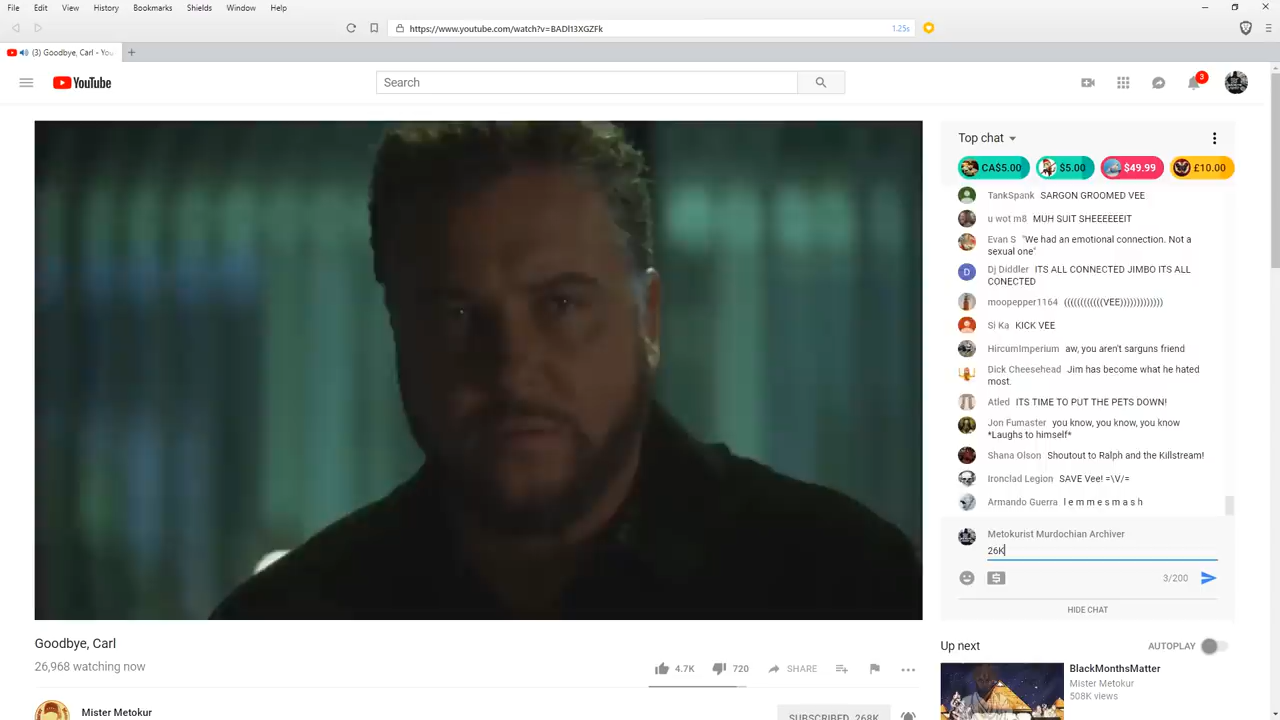 File Edit View History Bookmarks Shields Window Help
https://www.youtube.com/watch?v=BADl13XGZFk 1.25s
(3) Goodbye, Carl - You
YouTube
Search
3
Top chat
CA$5.00 $5.00 $49.99 £10.00
TankSpank SARGON GROOMED VEE
u wot m8 MUH SUIT SHEEEEEEIT
Evan S "We had an emotional connection. Not a
sexual one"
D
Dj Diddler ITS ALL CONNECTED JIMBO ITS ALL
CONECTED
moopepper1164 ((((((((((((VEE))))))))))))
Si Ka KICK VEE
HircumImperium aw, you aren't sarguns friend
Dick Cheesehead Jim has become what he hated
most.
Atled ITS TIME TO PUT THE PETS DOWN!
Jon Fumaster you know, you know, you know
*Laughs to himself*
Shana Olson Shoutout to Ralph and the Killstream!
Ironclad Legion SAVE Vee! =\V/=
Armando Guerra l e m m e s m a s h
Metokurist Murdochian Archiver
26K
3/200
HIDE CHAT
Goodbye, Carl
26,968 watching now
4.7K 720 SHARE
Mister Metokur
SUBSCRIBED 268K
Up next AUTOPLAY
BlackMonthsMatter
Mister Metokur
508K views